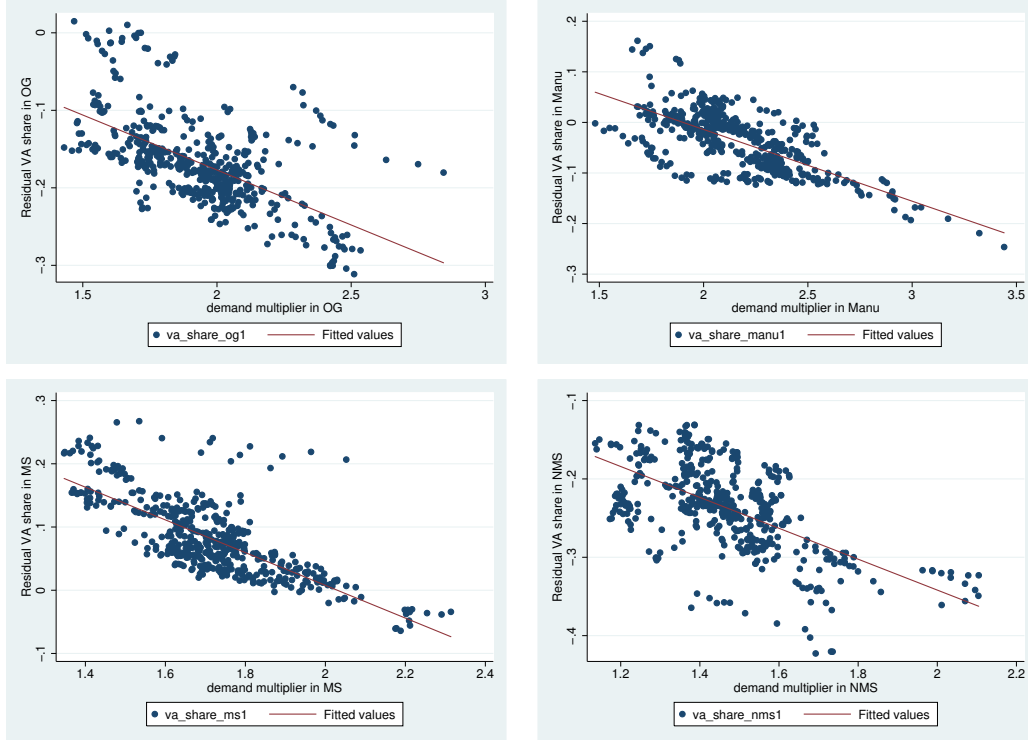 0
-.1
-.2
-.3
Residual VA share in OG
1.5 2 2.5 3
demand multiplier in OG
va_share_og1 Fitted values
.2
.1
0
-.1
-.2
-.3
Residual VA share in Manu
1.5 2 2.5 3 3.5
demand multiplier in Manu
va_share_manu1 Fitted values
.3
.2
.1
0
-.1
Residual VA share in MS
1.4 1.6 1.8 2 2.2 2.4
demand multiplier in MS
va_share_ms1 Fitted values
-.1
-.2
-.3
-.4
Residual VA share in NMS
1.2 1.4 1.6 1.8 2 2.2
demand multiplier in NMS
va_share_nms1 Fitted values